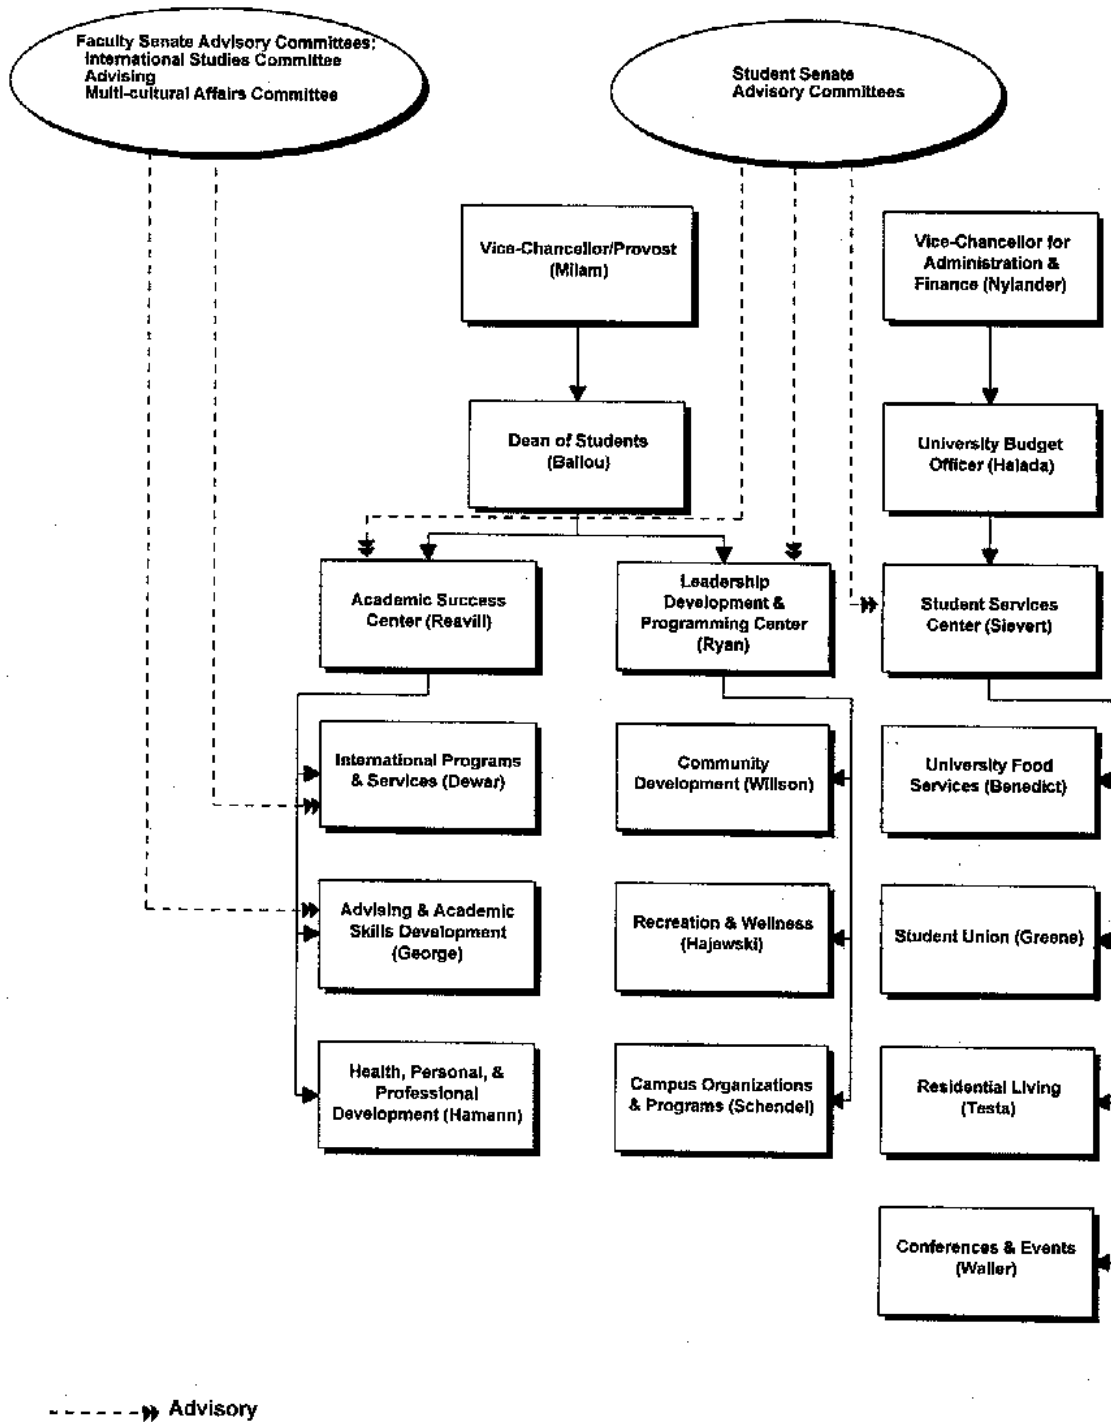 Faculty Senate Advisory Committees:
International Studies Committee
Advising
Multi-cultural Affairs Committee
Student Senate
Advisory Committees
Vice-Chancellor/Provost
(Milam)
Vice-Chancellor for
Administration &
Finance (Nylander)
Dean of Students
(Ballou)
University Budget
Officer (Halada)
Academic Success
Center (Reavill)
Leadership
Development &
Programming Center
(Ryan)
Student Services
Center (Sievert)
International Programs
& Services (Dewar)
Community
Development (Willson)
University Food
Services (Benedict)
Advising & Academic
Skills Development
(George)
Recreation & Wellness
(Hajewski)
Student Union (Greene)
Health, Personal, &
Professional
Development (Hamann)
Campus Organizations
& Programs (Schendel)
Residential Living
(Testa)
Conferences & Events
(Waller)
Advisory